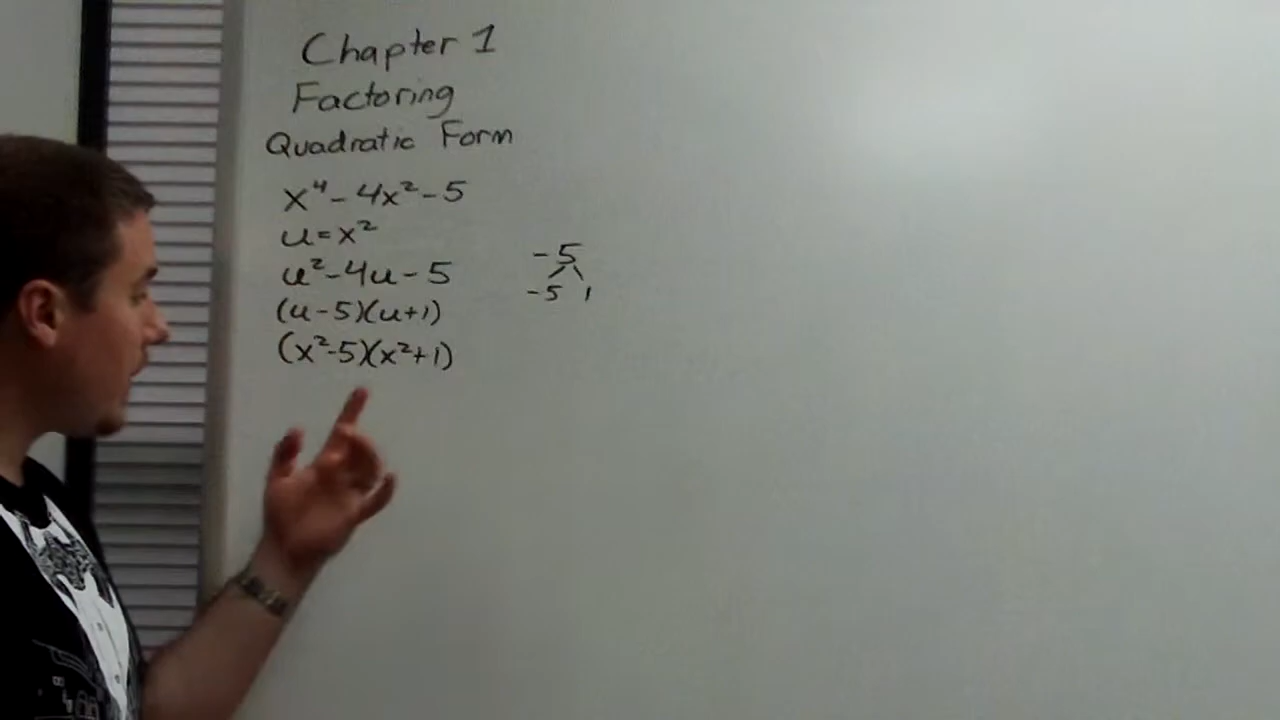 Chapter 1
Factoring
Quadratic Form
x⁴ - 4x² - 5
u = x²
u² - 4u - 5
(u - 5)(u + 1)
(x² - 5)(x² + 1)
-5
-5 1